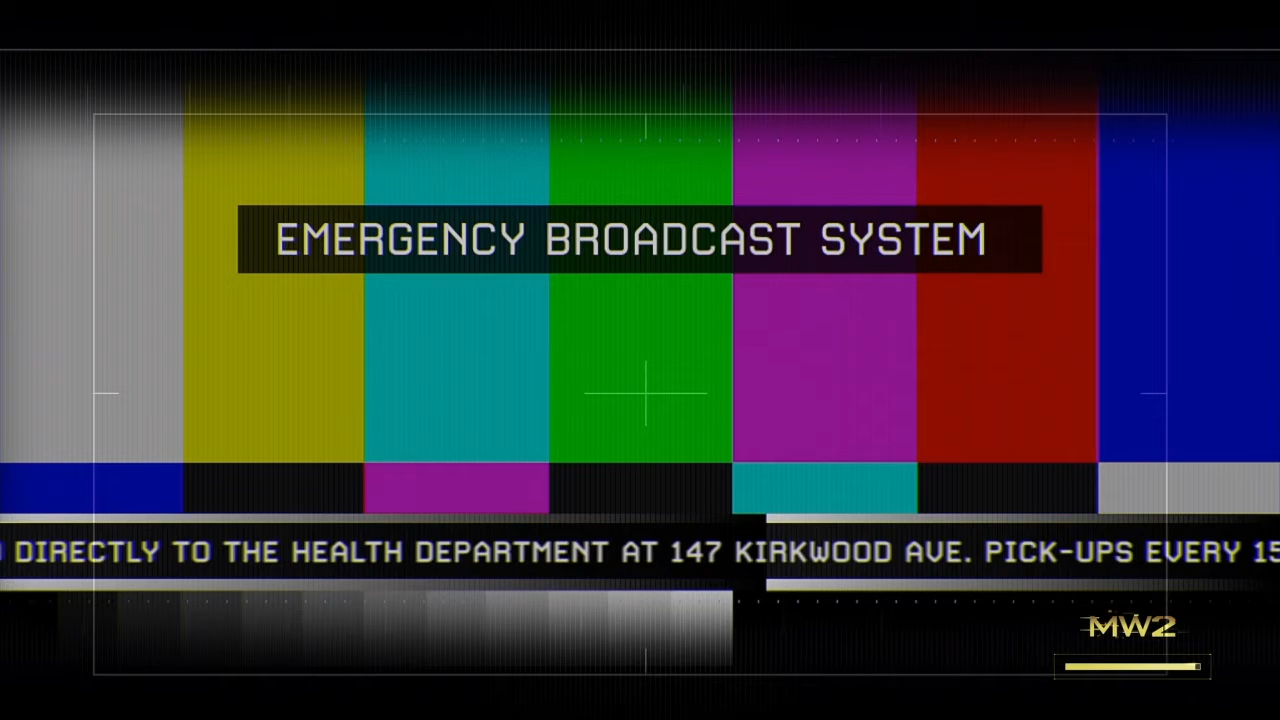 EMERGENCY BROADCAST SYSTEM
DIRECTLY TO THE HEALTH DEPARTMENT AT 147 KIRKWOOD AVE. PICK-UPS EVERY 15
MW2